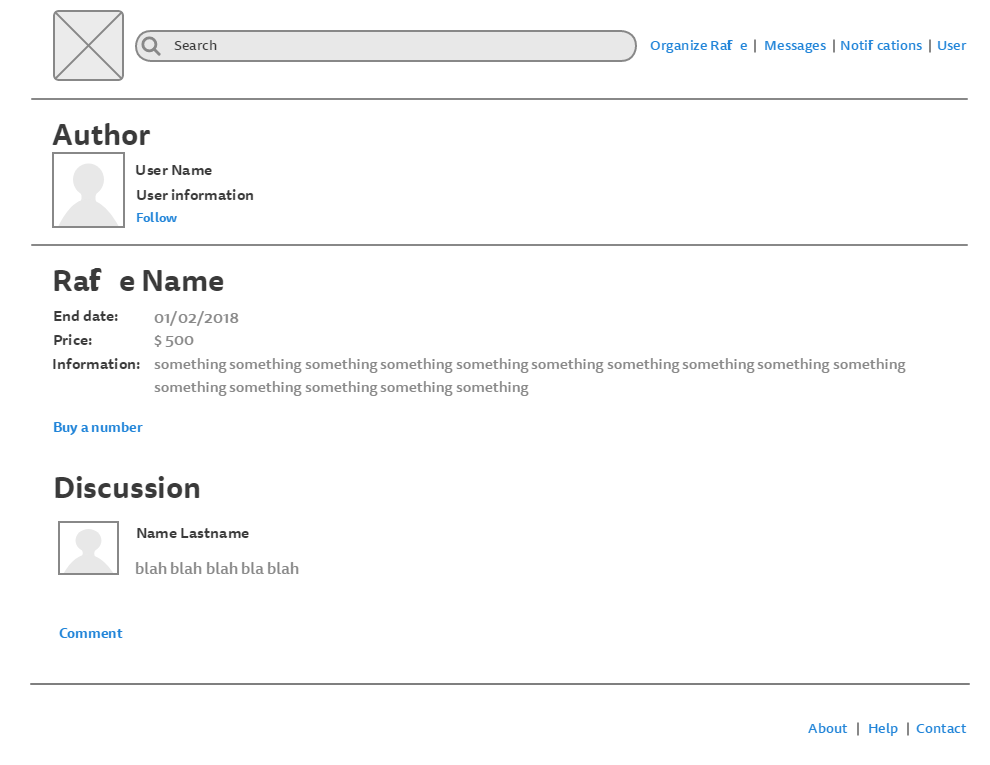 Search
Organize Raf e | Messages | Notif cations | User
Author
User Name
User information
Follow
Raf e Name
End date: 01/02/2018
Price: $ 500
Information: something something something something something something something something something something
something something something something something
Buy a number
Discussion
Name Lastname
blah blah blah bla blah
Comment
About | Help | Contact